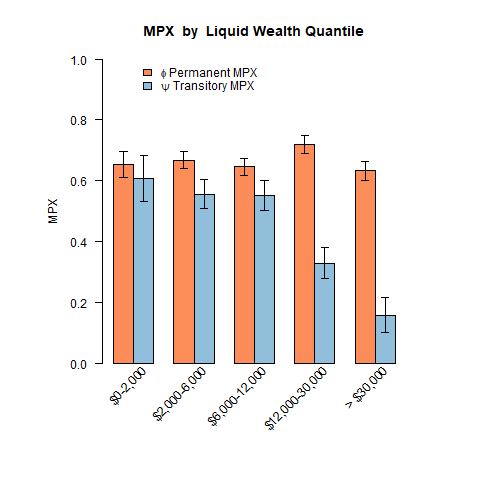 MPX by Liquid Wealth Quantile
ϕ Permanent MPX
ψ Transitory MPX
MPX
1.0
0.8
0.6
0.4
0.2
0.0
$0-2,000
$2,000-6,000
$6,000-12,000
$12,000-30,000
> $30,000